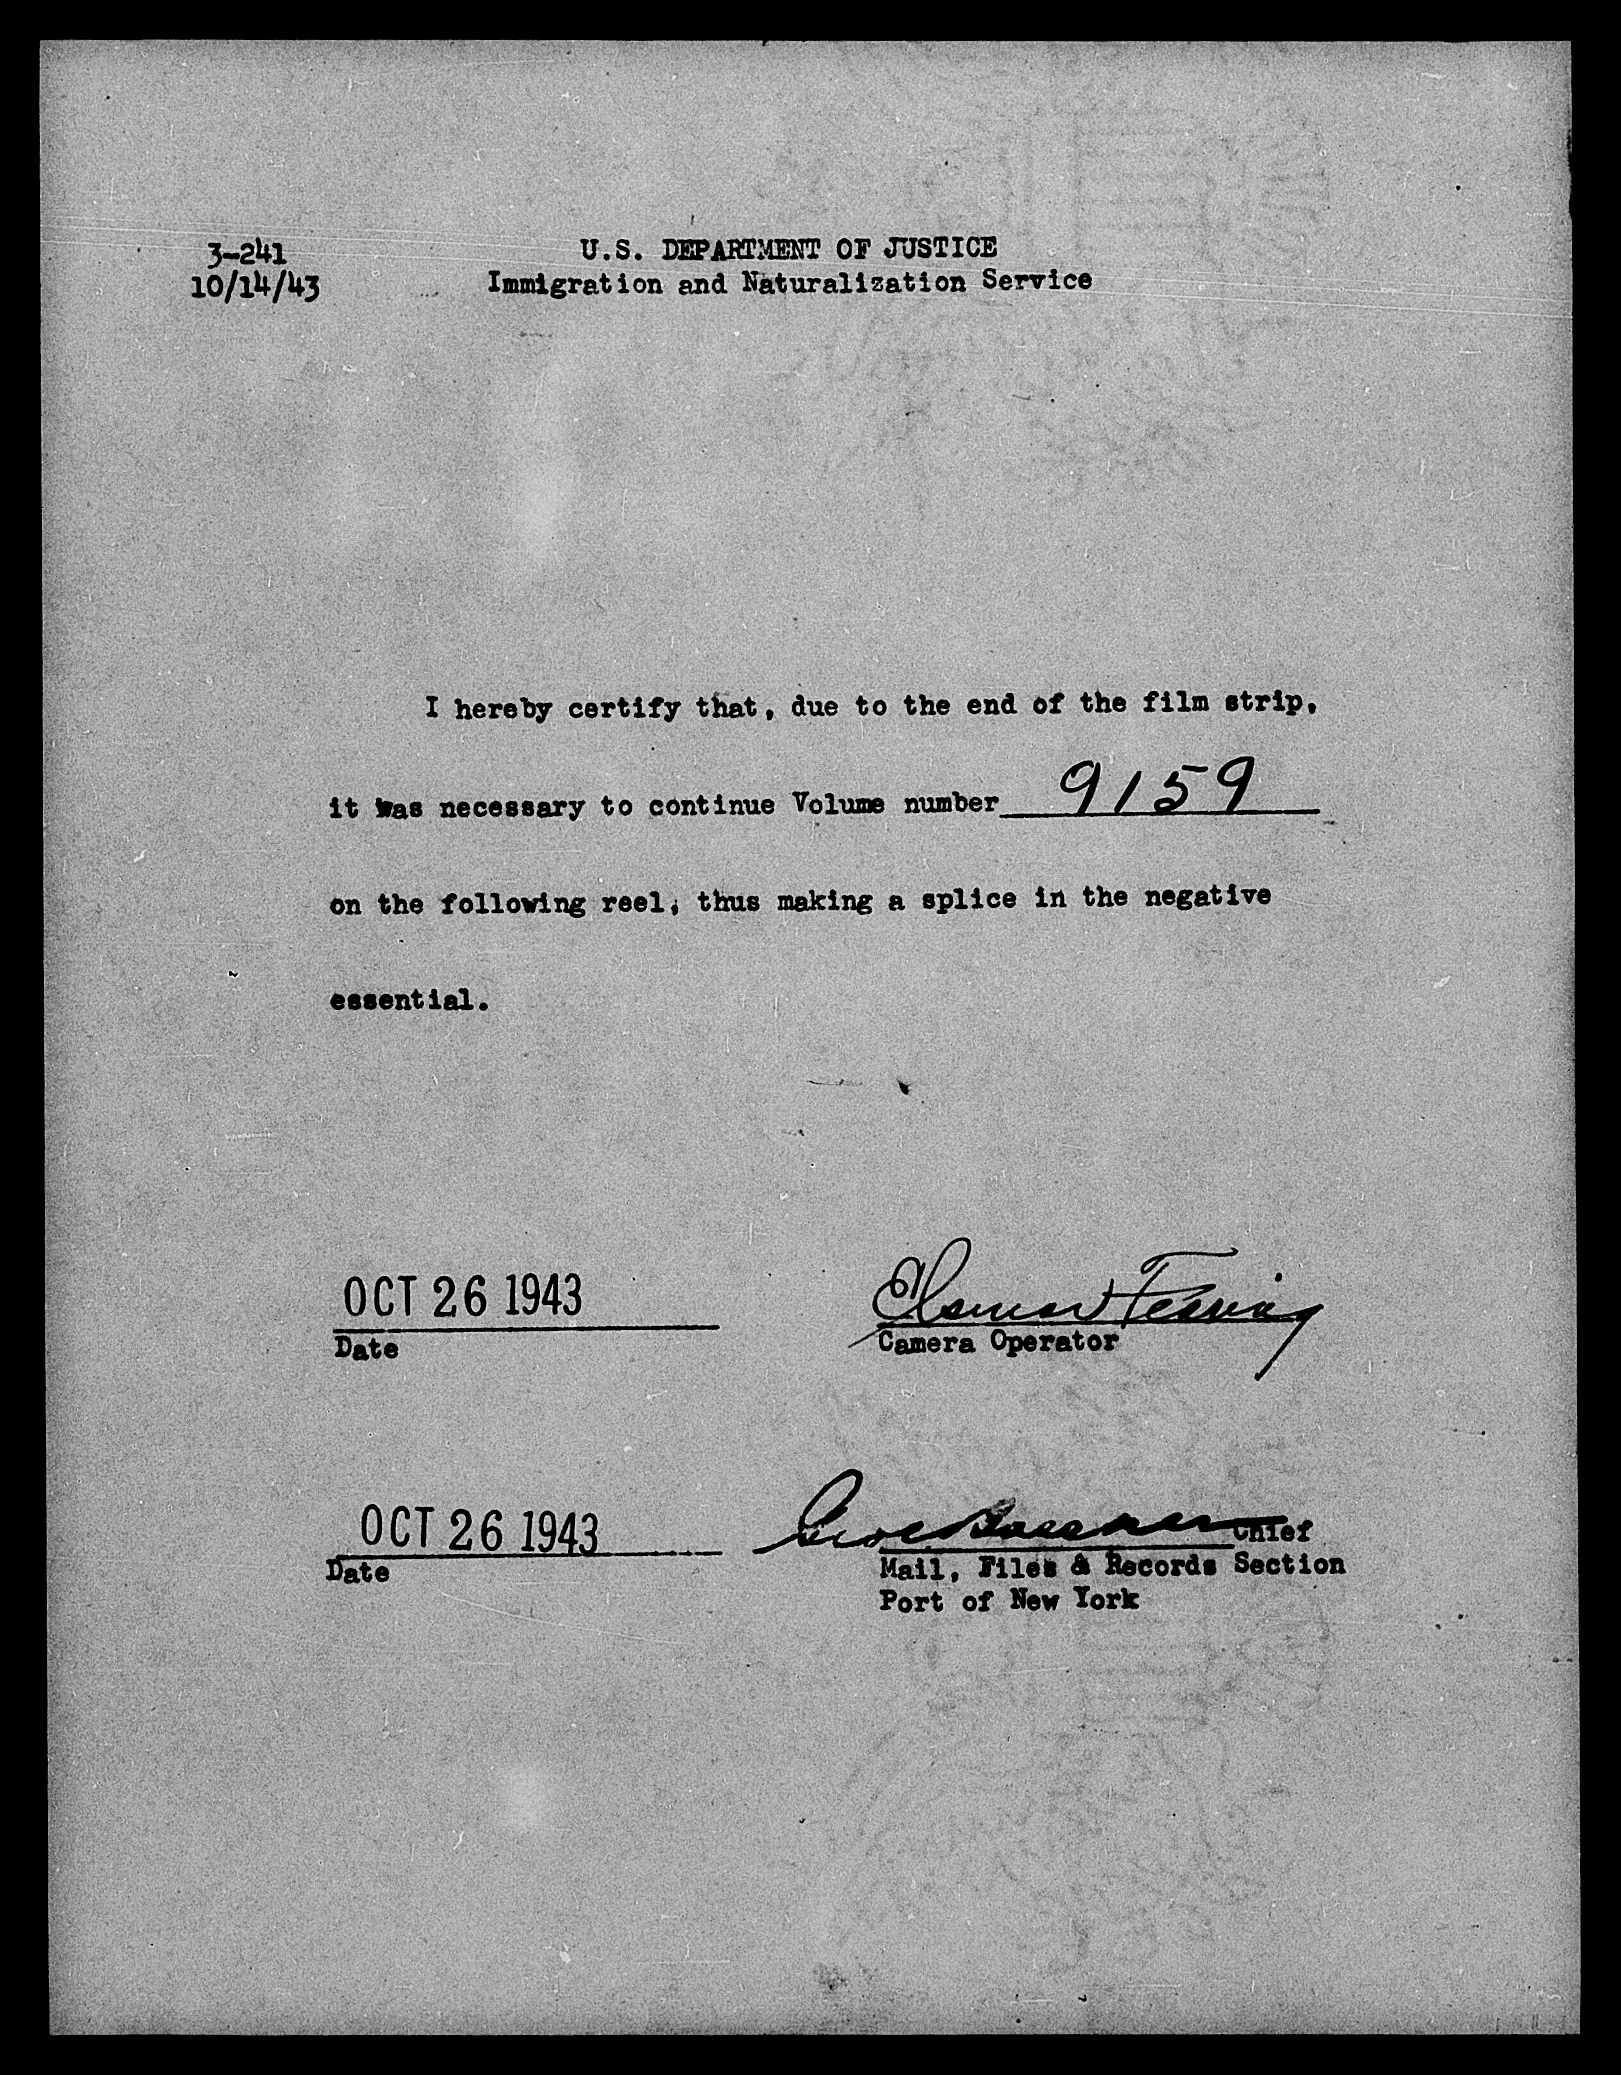 3-241
10/14/43
U.S. DEPARTMENT OF JUSTICE
Immigration and Naturalization Service
I hereby certify that, due to the end of the film strip,
it was necessary to continue Volume number 9159
on the following reel, thus making a splice in the negative
essential.
OCT 26 1943
Date
Camera Operator
OCT 26 1943
Date
Chief
Mail, Files & Records Section
Port of New York